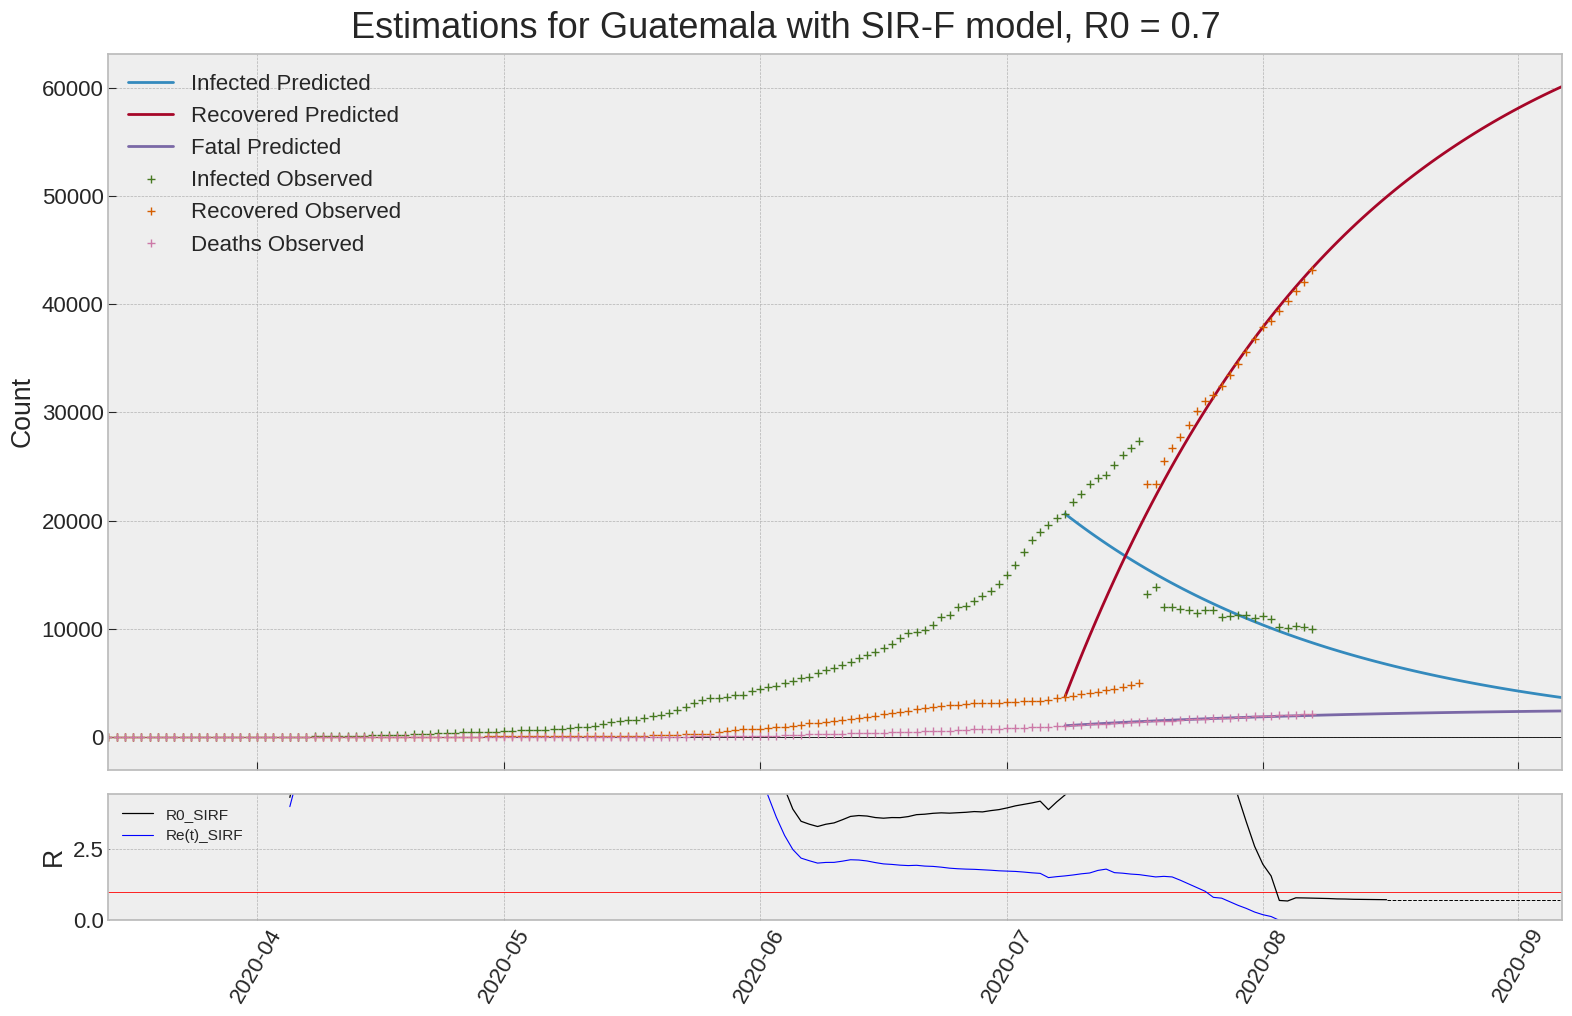 Estimations for Guatemala with SIR-F model, R0 = 0.7
60000
50000
40000
30000
20000
10000
0
Count
Infected Predicted
Recovered Predicted
Fatal Predicted
Infected Observed
Recovered Observed
Deaths Observed
R0_SIRF
Re(t)_SIRF
2.5
0.0
R
2020-04
2020-05
2020-06
2020-07
2020-08
2020-09